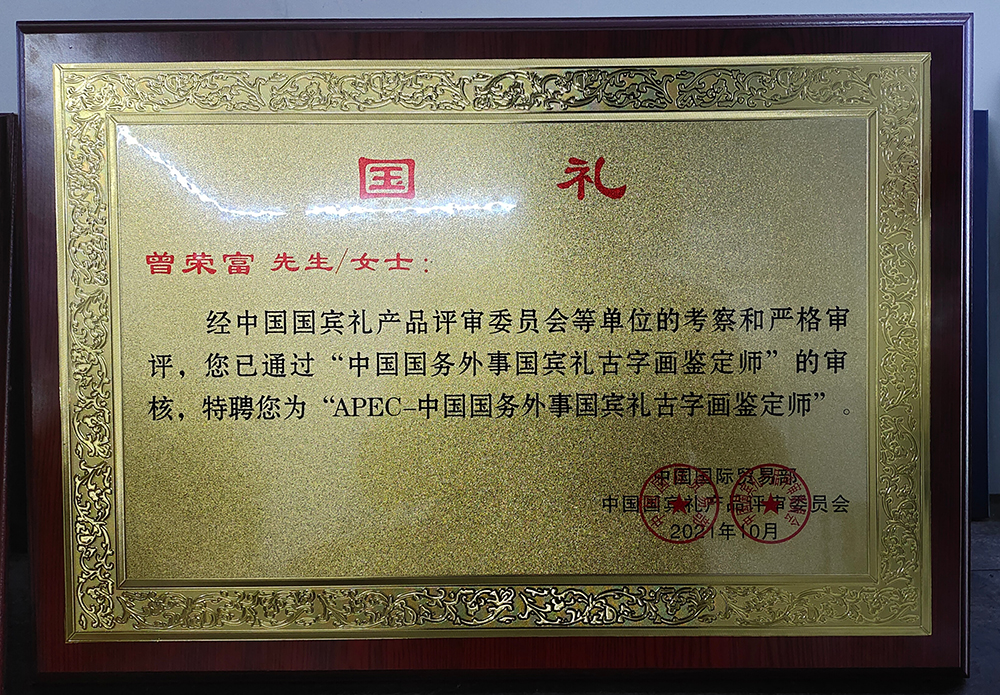 国 礼
曾荣富 先生/女士：
经中国国宾礼产品评审委员会等单位的考察和严格审
评，您已通过“中国国务外事国宾礼古字画鉴定师”的审
核，特聘您为“APEC-中国国务外事国宾礼古字画鉴定师”。
中国国际贸易部
中国国宾礼产品评审委员会
2021年10月